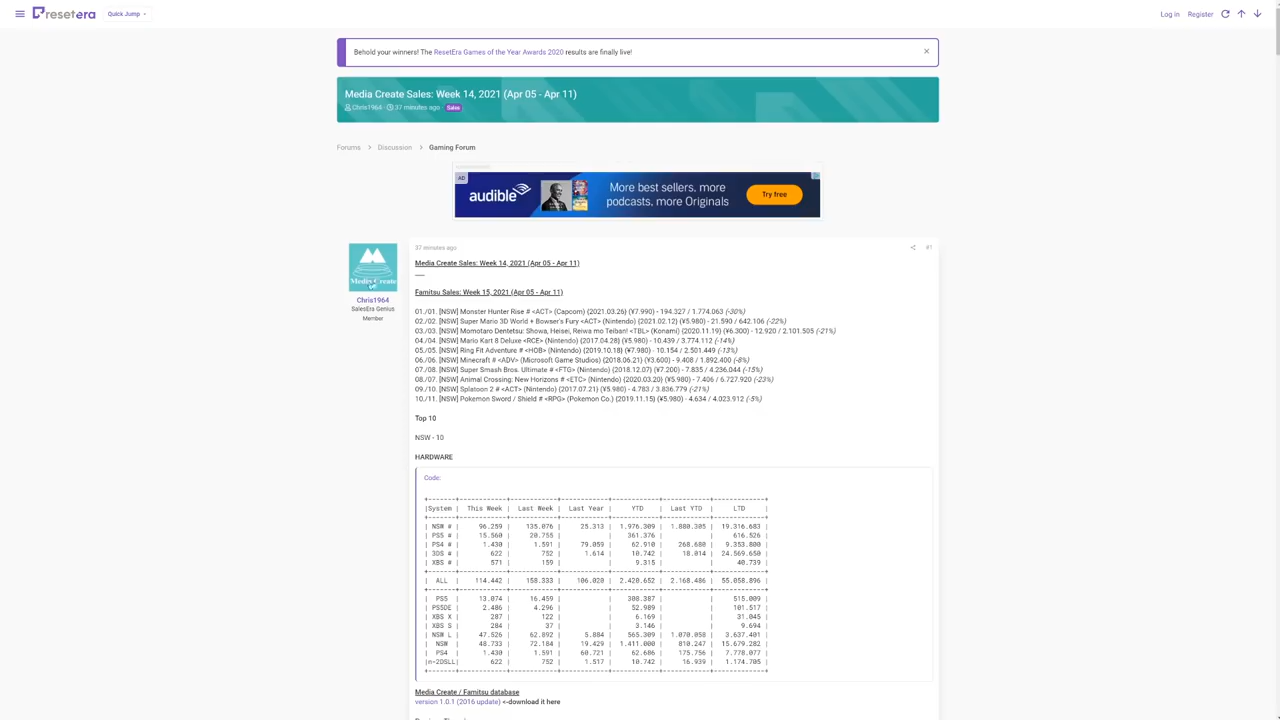 resetera
Quick Jump
Log in
Register
Behold your winners! The ResetEra Games of the Year Awards 2020 results are finally live!
Media Create Sales: Week 14, 2021 (Apr 05 - Apr 11)
Chris1964 · 37 minutes ago · Sales
Forums > Discussion > Gaming Forum
AD
audible
More best sellers, more
podcasts, more Originals
Try free
37 minutes ago
#1
Media Create
Chris1964
SalesEra Genius
Member
Media Create Sales: Week 14, 2021 (Apr 05 - Apr 11)
----
Famitsu Sales: Week 15, 2021 (Apr 05 - Apr 11)
01./01. [NSW] Monster Hunter Rise # <ACT> (Capcom) {2021.03.26} (¥7.990) - 194.327 / 1.774.063 (-30%)
02./02. [NSW] Super Mario 3D World + Bowser's Fury <ACT> (Nintendo) {2021.02.12} (¥5.980) - 21.590 / 642.106 (-22%)
03./03. [NSW] Momotaro Dentetsu: Showa, Heisei, Reiwa mo Teiban! <TBL> (Konami) {2020.11.19} (¥6.300) - 12.920 / 2.101.505 (-21%)
04./04. [NSW] Mario Kart 8 Deluxe <RCE> (Nintendo) {2017.04.28} (¥5.980) - 10.439 / 3.774.112 (-14%)
05./05. [NSW] Ring Fit Adventure # <HOB> (Nintendo) {2019.10.18} (¥7.980) - 10.154 / 2.501.449 (-13%)
06./06. [NSW] Minecraft # <ADV> (Microsoft Game Studios) {2018.06.21} (¥3.600) - 9.408 / 1.892.400 (-8%)
07./08. [NSW] Super Smash Bros. Ultimate # <FTG> (Nintendo) {2018.12.07} (¥7.200) - 7.835 / 4.236.044 (-15%)
08./07. [NSW] Animal Crossing: New Horizons # <ETC> (Nintendo) {2020.03.20} (¥5.980) - 7.406 / 6.727.920 (-23%)
09./10. [NSW] Splatoon 2 # <ACT> (Nintendo) {2017.07.21} (¥5.980) - 4.783 / 3.836.779 (-21%)
10./11. [NSW] Pokemon Sword / Shield # <RPG> (Pokemon Co.) {2019.11.15} (¥5.980) - 4.634 / 4.023.912 (-5%)
Top 10
NSW - 10
HARDWARE
Code:
|System | This Week | Last Week | Last Year | YTD | Last YTD | LTD |
| NSW # | 96.259 | 135.076 | 25.313 | 1.976.309 | 1.800.305 | 19.316.683 |
| PS5 # | 15.560 | 20.755 | | 361.376 | | 616.526 |
| PS4 # | 1.430 | 1.591 | 79.059 | 62.910 | 268.680 | 9.353.800 |
| 3DS # | 622 | 752 | 1.614 | 10.742 | 18.014 | 24.569.650 |
| XBS # | 571 | 159 | | 9.315 | | 40.739 |
| ALL | 114.442 | 158.333 | 106.020 | 2.420.652 | 2.168.486 | 55.058.896 |
| PS5 | 13.074 | 16.459 | | 308.387 | | 515.009 |
| PS5DE | 2.486 | 4.296 | | 52.989 | | 101.517 |
| XBS X | 287 | 122 | | 6.169 | | 31.045 |
| XBS S | 284 | 37 | | 3.146 | | 9.694 |
| NSW L | 47.526 | 62.892 | 5.884 | 565.309 | 1.070.058 | 3.637.401 |
| NSW | 48.733 | 72.184 | 19.429 | 1.411.000 | 810.247 | 15.679.282 |
| PS4 | 1.430 | 1.591 | 60.721 | 62.686 | 175.756 | 7.778.077 |
|n-2DSLL| 622 | 752 | 1.517 | 10.742 | 16.939 | 1.174.705 |
Media Create / Famitsu database
version 1.0.1 (2016 update) <-download it here